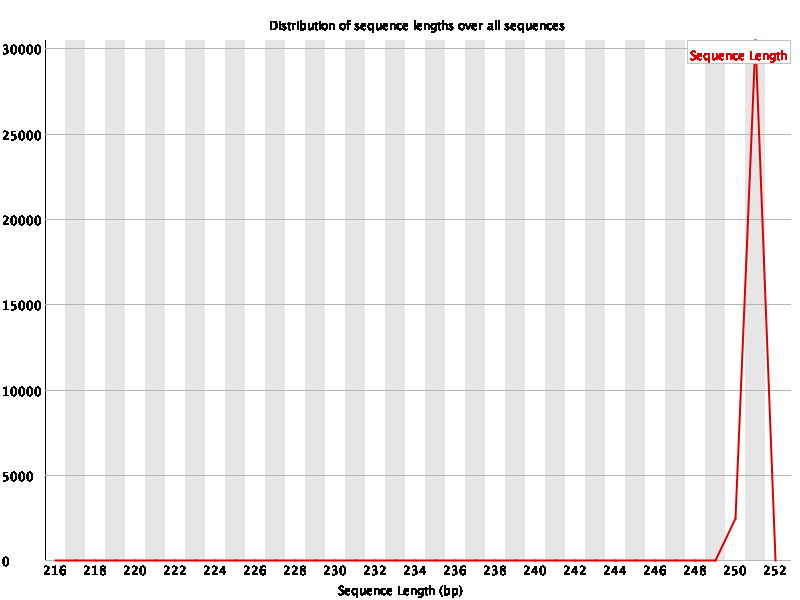 Distribution of sequence lengths over all sequences
Sequence Length
30000
25000
20000
15000
10000
5000
0
216 218 220 222 224 226 228 230 232 234 236 238 240 242 244 246 248 250 252
Sequence Length (bp)